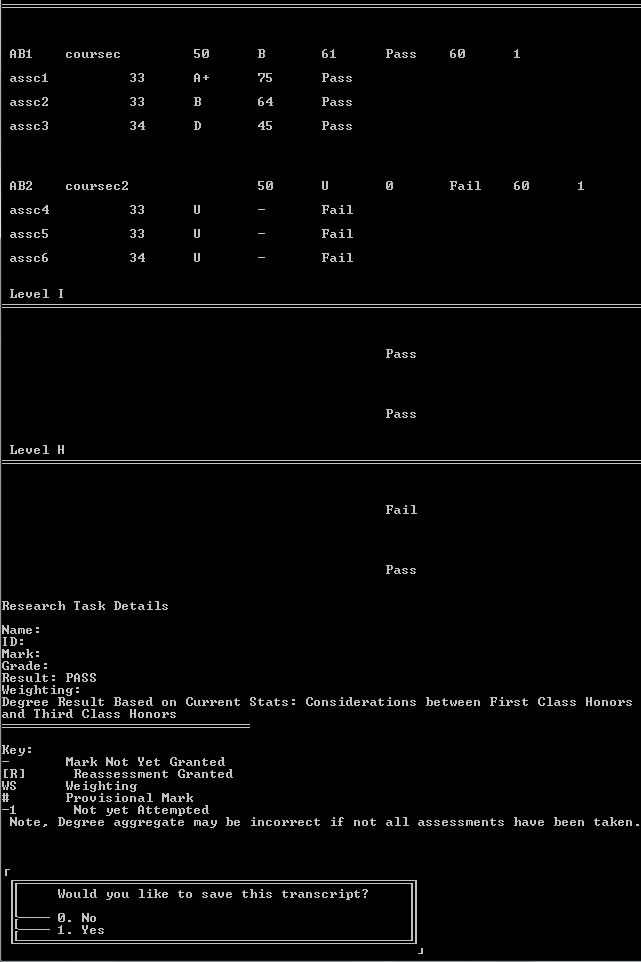 AB1 coursec 50 B 61 Pass 60 1
assc1 33 A+ 75 Pass
assc2 33 B 64 Pass
assc3 34 D 45 Pass
AB2 coursec2 50 U 0 Fail 60 1
assc4 33 U - Fail
assc5 33 U - Fail
assc6 34 U - Fail
Level I
Pass
Pass
Level H
Fail
Pass
Research Task Details
Name:
ID:
Mark:
Grade:
Result: PASS
Weighting:
Degree Result Based on Current Stats: Considerations between First Class Honors
and Third Class Honors
Key:
- Mark Not Yet Granted
[R] Reassessment Granted
WS Weighting
# Provisional Mark
-1 Not yet Attempted
Note, Degree aggregate may be incorrect if not all assessments have been taken.
Would you like to save this transcript?
0. No
1. Yes